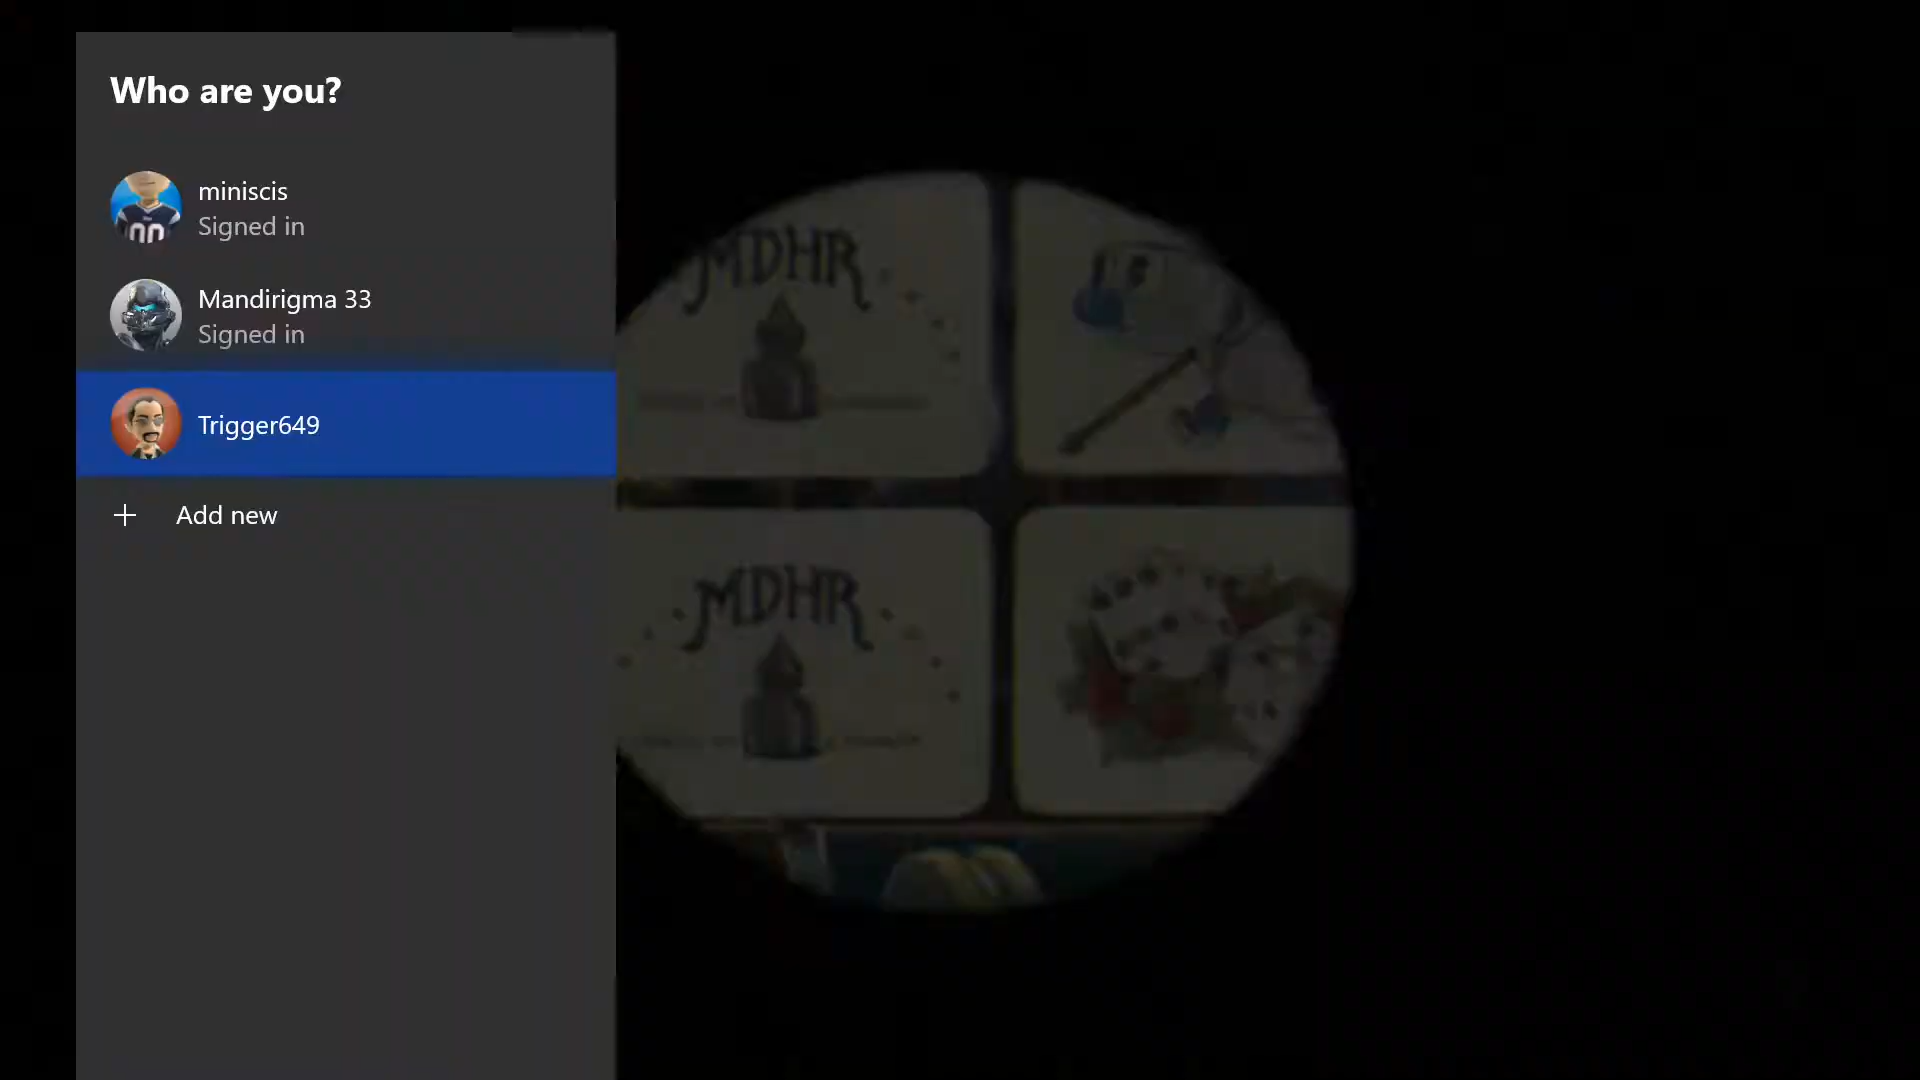 Who are you?
miniscis
Signed in
Mandirigma 33
Signed in
Trigger649
Add new
MDHR
MDHR